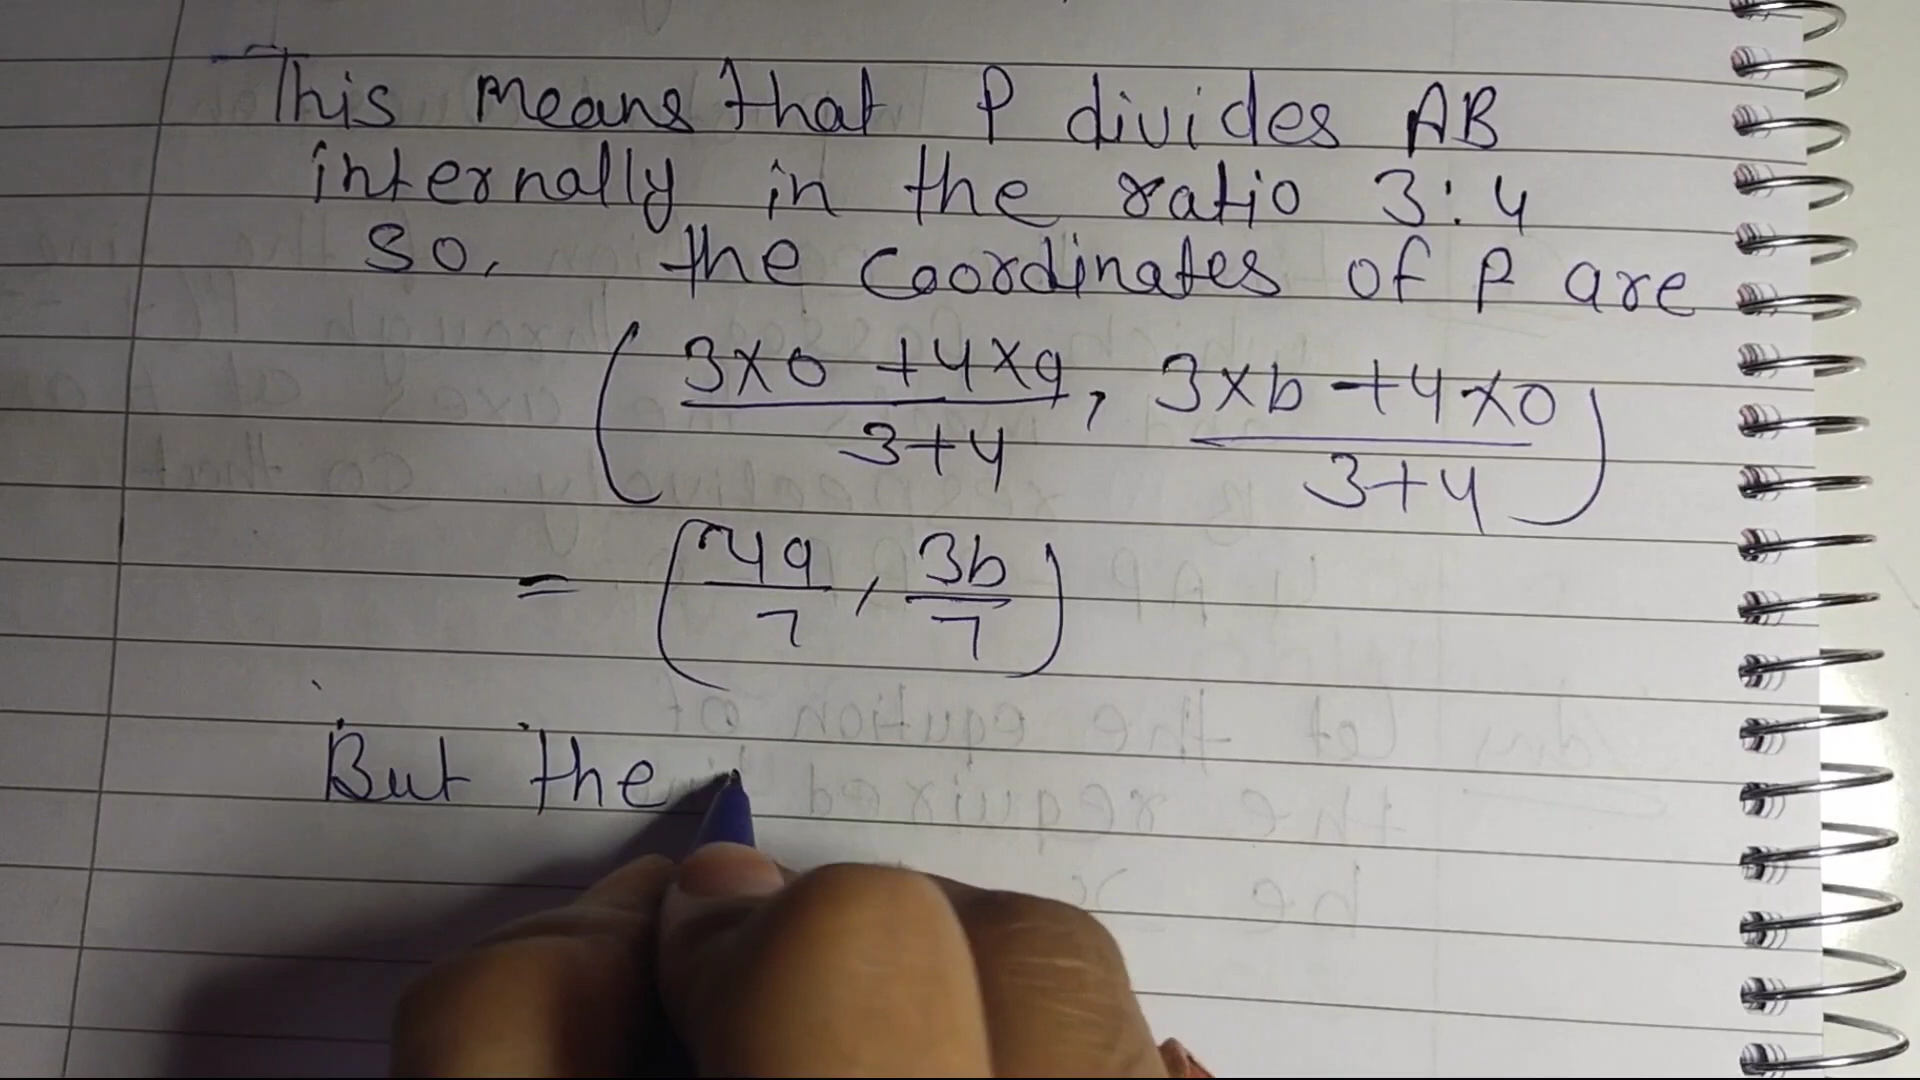 This means that P divides AB
internally in the ratio 3:4
so, the coordinates of P are
(3×0 +4×a / 3+4, 3×b +4×0 / 3+4)
= (4a/7, 3b/7)
But the